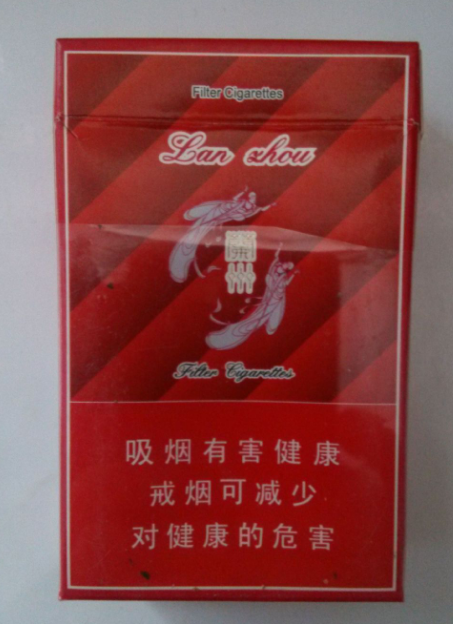 Filter Cigarettes
Lan zhou
蘭州
Filter Cigarettes
吸烟有害健康
戒烟可减少
对健康的危害